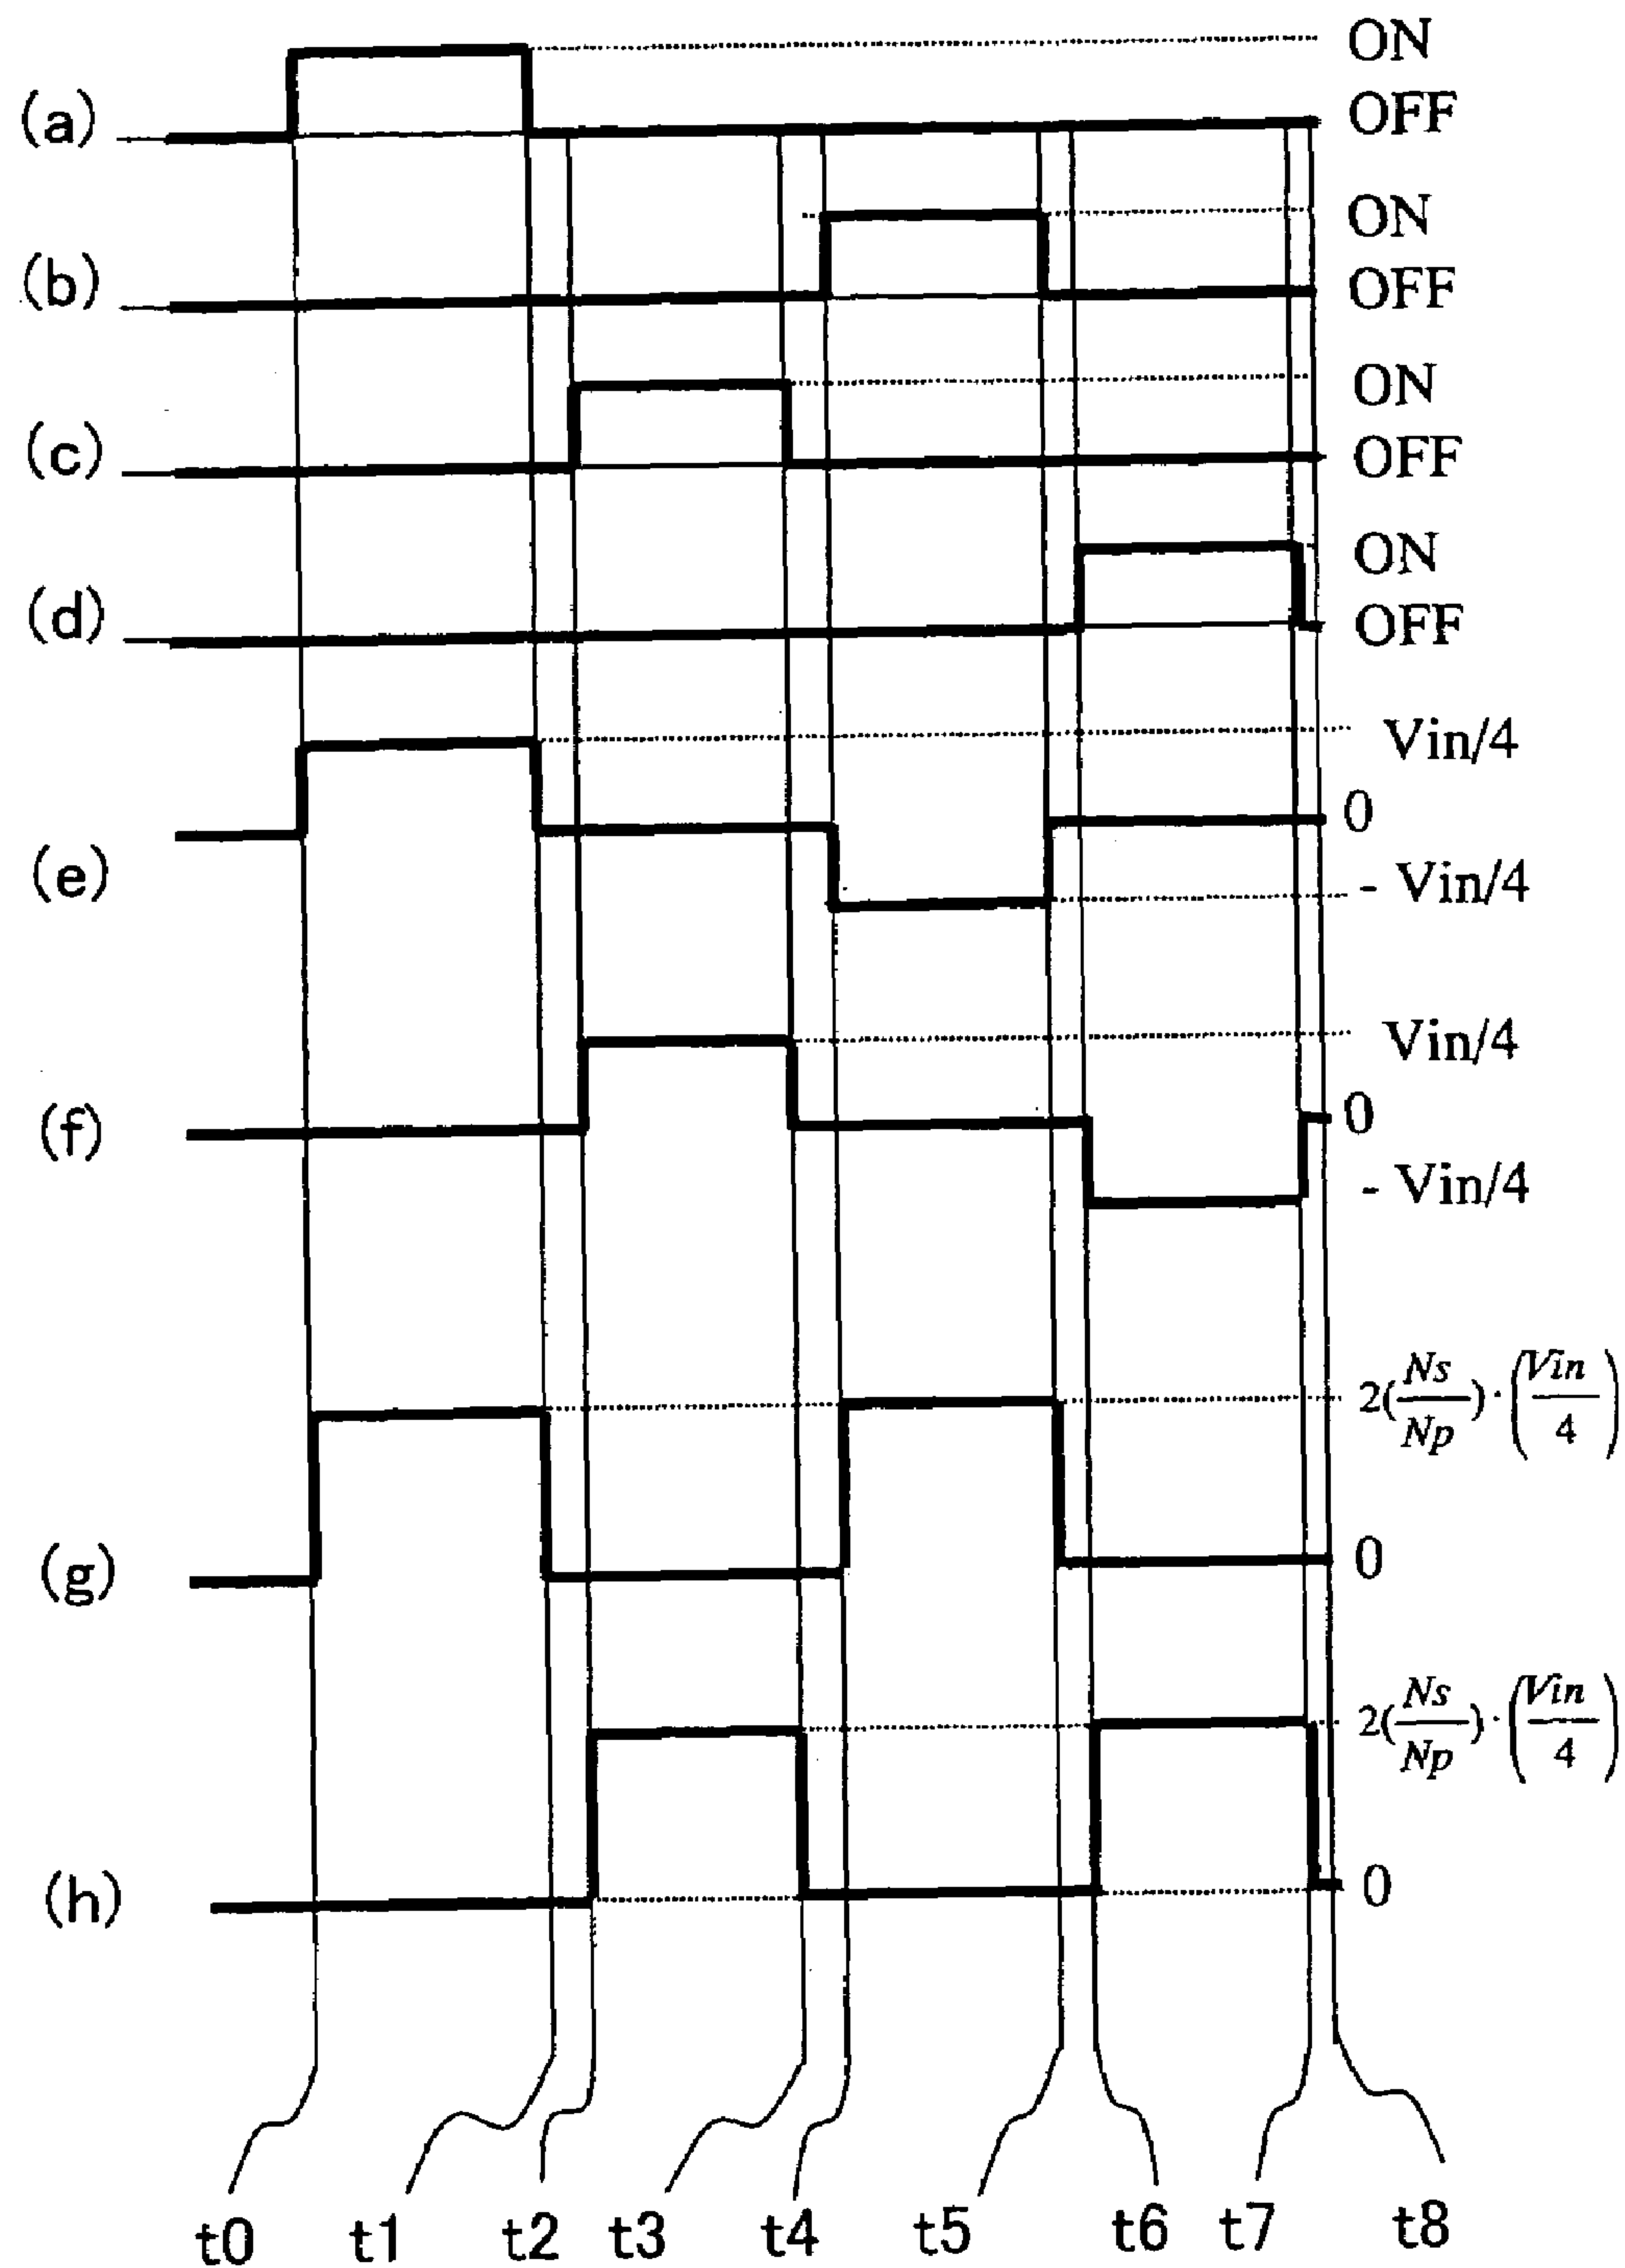 (a) ON
OFF
(b) ON
OFF
(c) ON
OFF
(d) ON
OFF
(e) Vin/4
0
- Vin/4
(f) Vin/4
0
- Vin/4
(g) 2(Ns/Np)·(Vin/4)
0
(h) 2(Ns/Np)·(Vin/4)
0
t0 t1 t2 t3 t4 t5 t6 t7 t8